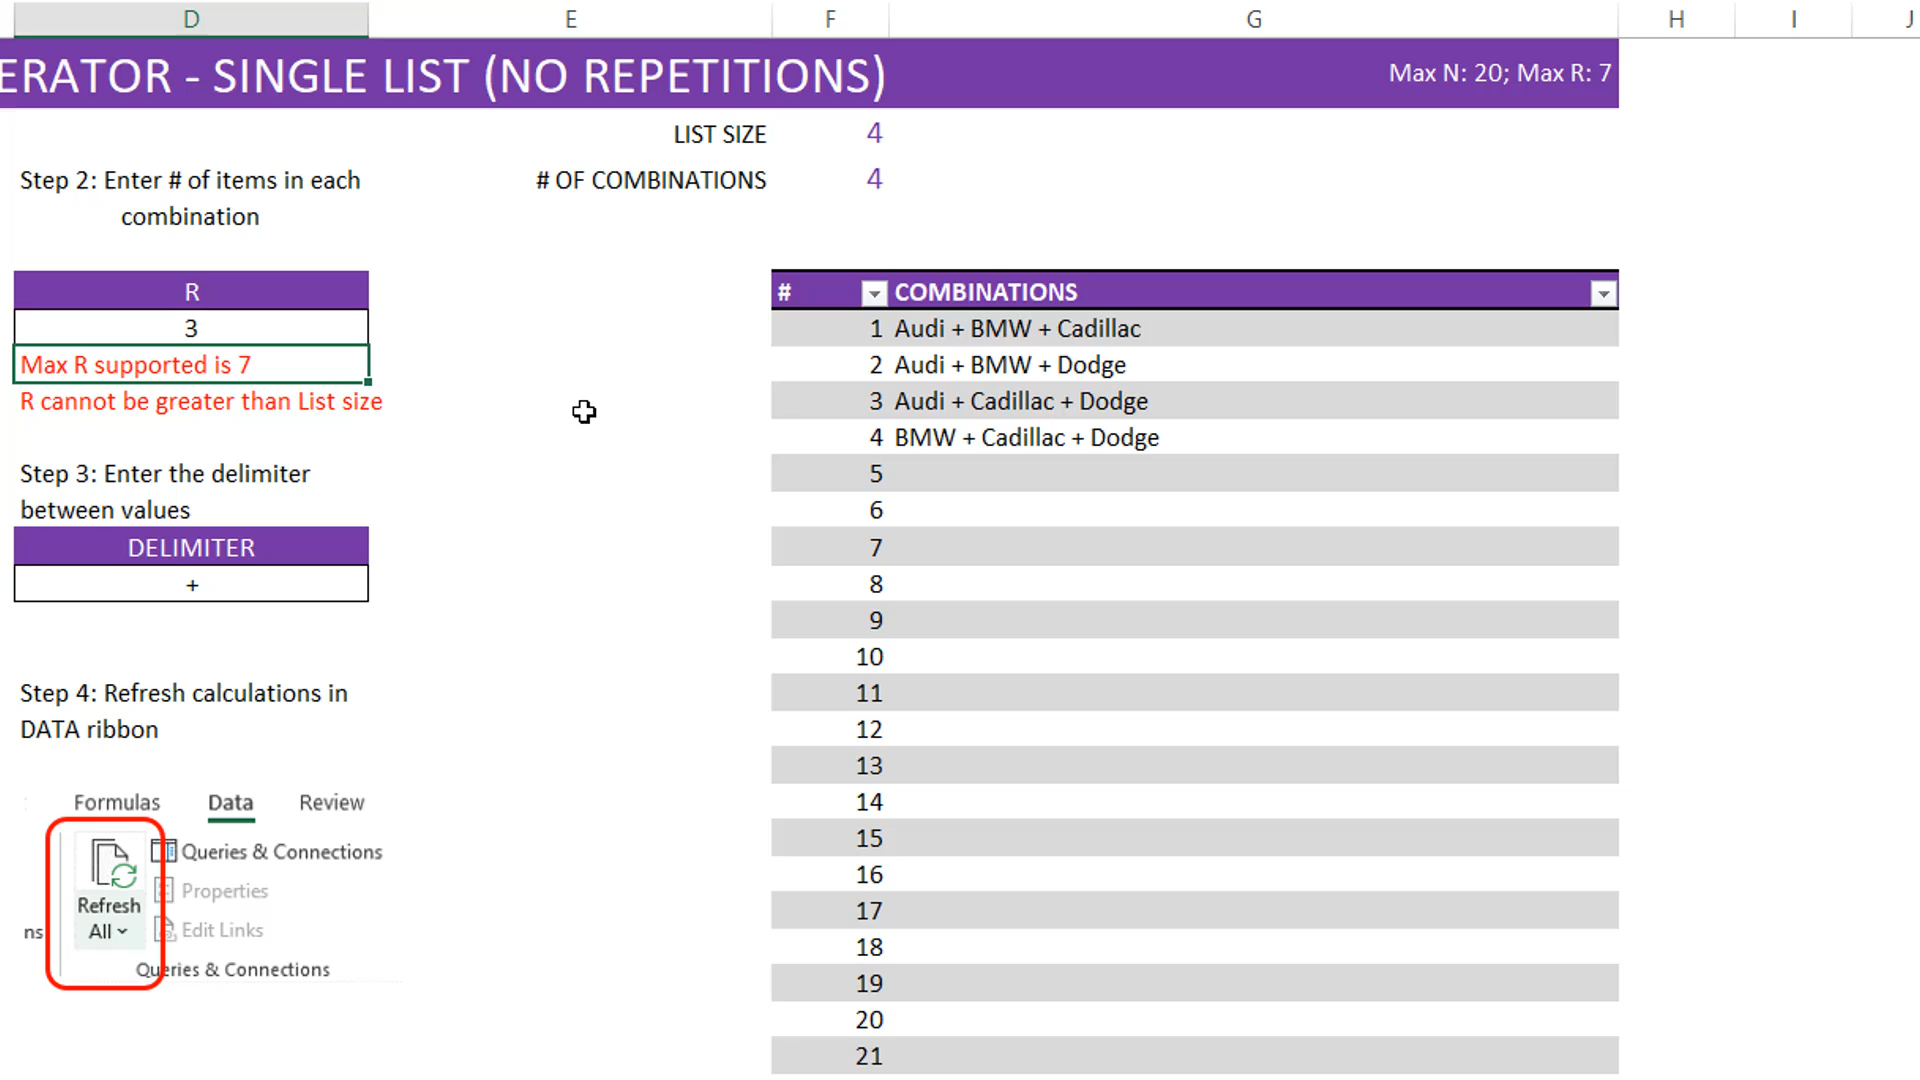 D E F G H I J
ERATOR - SINGLE LIST (NO REPETITIONS) Max N: 20; Max R: 7
LIST SIZE 4
Step 2: Enter # of items in each
combination
# OF COMBINATIONS 4
R
3
Max R supported is 7
R cannot be greater than List size
Step 3: Enter the delimiter
between values
DELIMITER
+
Step 4: Refresh calculations in
DATA ribbon
Formulas Data Review
Refresh
All
ns
Queries & Connections
Properties
Edit Links
Queries & Connections
# COMBINATIONS
1 Audi + BMW + Cadillac
2 Audi + BMW + Dodge
3 Audi + Cadillac + Dodge
4 BMW + Cadillac + Dodge
5
6
7
8
9
10
11
12
13
14
15
16
17
18
19
20
21